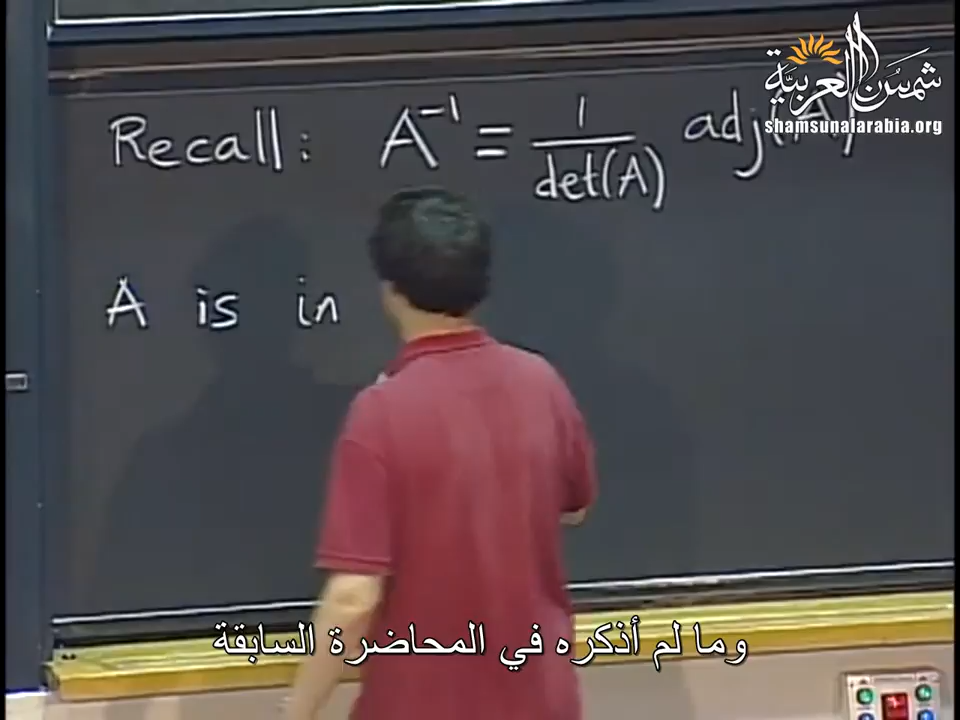 شمس العربية
shamsunalarabia.org
Recall: A⁻¹ = 1/det(A) adj(A)
A is in
وما لم أذكره في المحاضرة السابقة